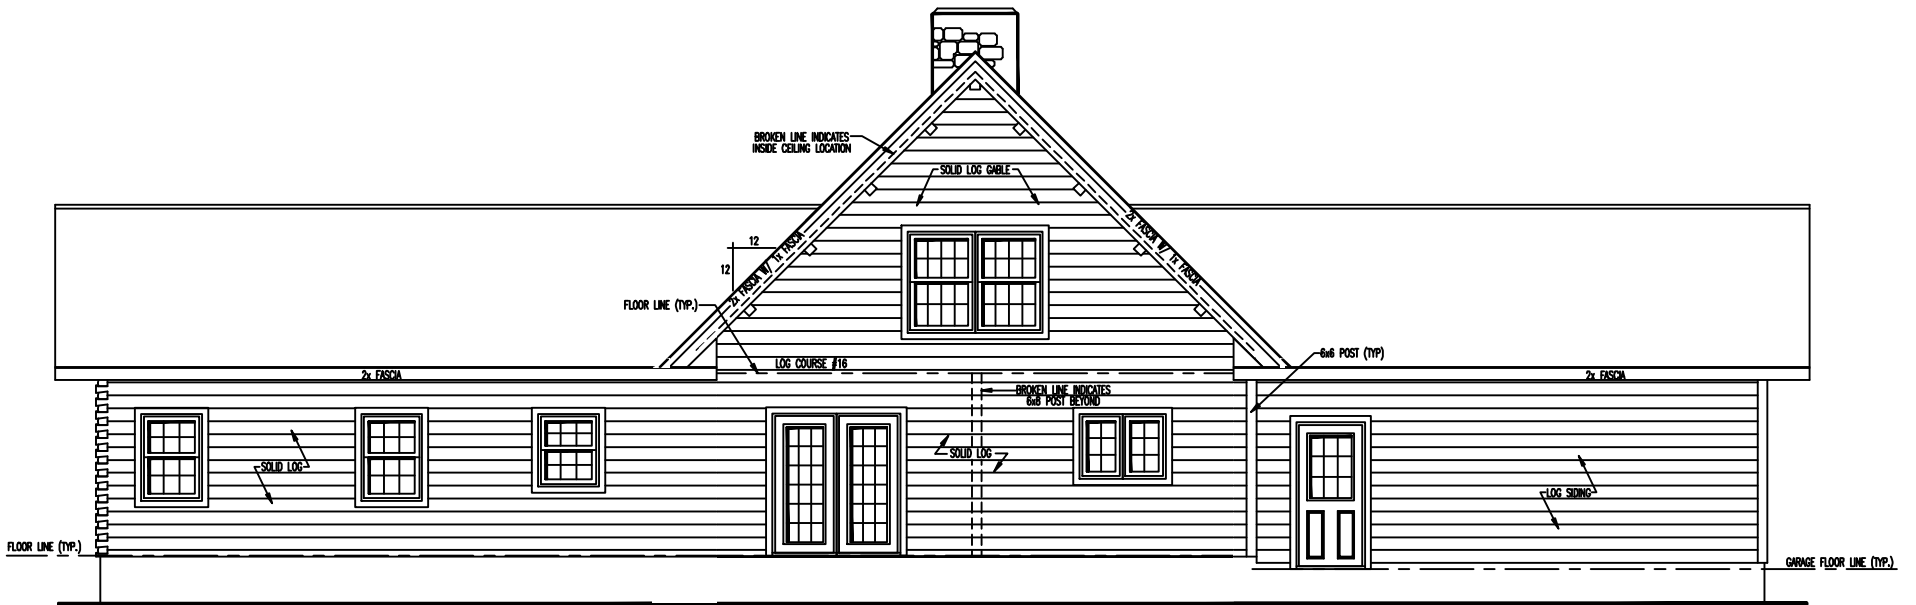 BROKEN LINE INDICATES
INSIDE CEILING LOCATION
SOLID LOG GABLE
12
12
2x FASCIA W/ 1x FASCIA
2x FASCIA W/ 1x FASCIA
FLOOR LINE (TYP.)
6x6 POST (TYP)
LOG COURSE #16
2x FASCIA
2x FASCIA
BROKEN LINE INDICATES
6x8 POST BEYOND
SOLID LOG
SOLID LOG
LOG SIDING
FLOOR LINE (TYP.)
GARAGE FLOOR LINE (TYP.)